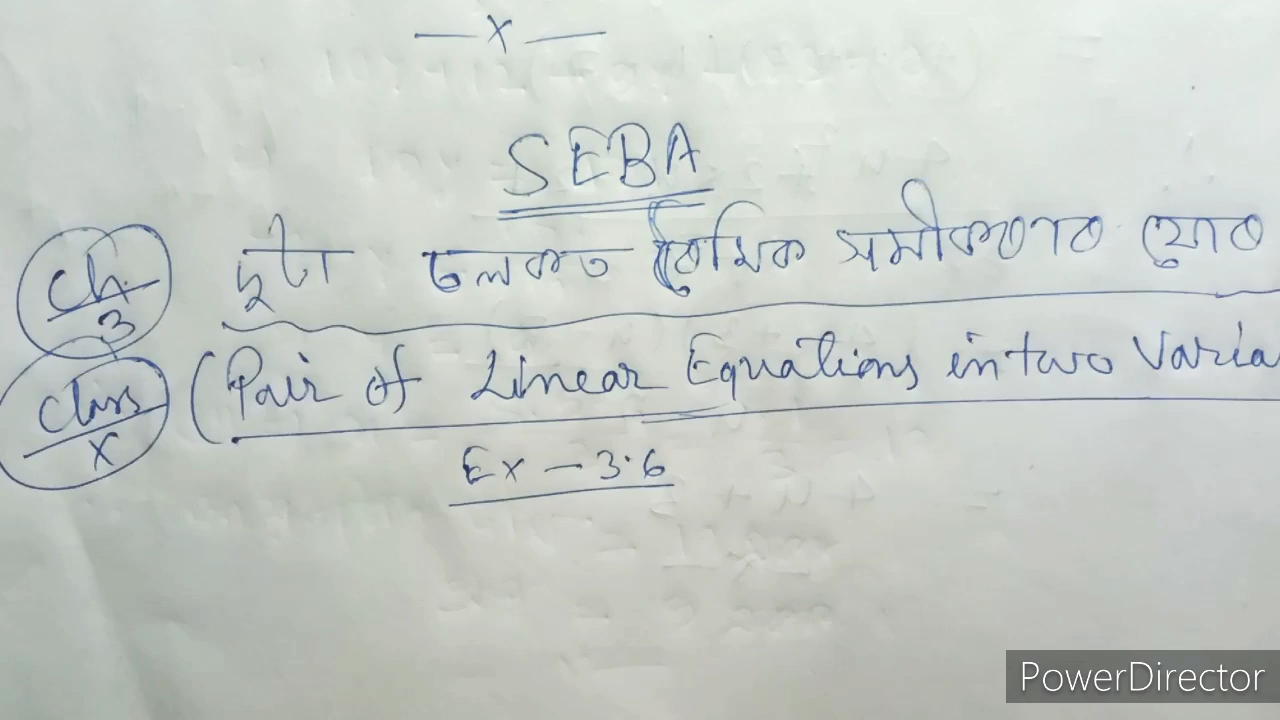 — x —
SEBA
Ch. 3 দুটা চলকত ৰৈখিক সমীকৰণৰ যোৰ
Class X (Pair of Linear Equations in two Varia
Ex — 3.6
PowerDirector